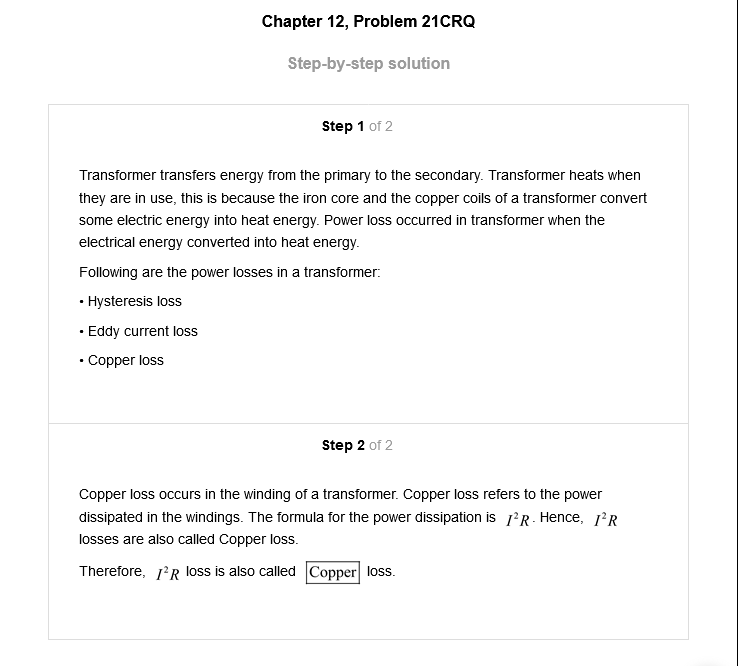 Chapter 12, Problem 21CRQ
Step-by-step solution
Step 1 of 2
Transformer transfers energy from the primary to the secondary. Transformer heats when
they are in use, this is because the iron core and the copper coils of a transformer convert
some electric energy into heat energy. Power loss occurred in transformer when the
electrical energy converted into heat energy.
Following are the power losses in a transformer:
• Hysteresis loss
• Eddy current loss
• Copper loss
Step 2 of 2
Copper loss occurs in the winding of a transformer. Copper loss refers to the power
dissipated in the windings. The formula for the power dissipation is I²R. Hence, I²R
losses are also called Copper loss.
Therefore, I²R loss is also called Copper loss.